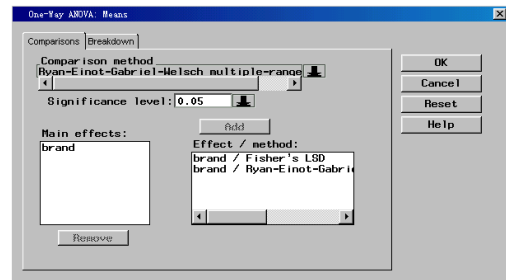 One-Way ANOVA: Means
Comparisons Breakdown
Comparison method
Ryan-Einot-Gabriel-Welsch multiple-range
Significance level: 0.05
Main effects:
brand
Add
Effect / method:
brand / Fisher's LSD
brand / Ryan-Einot-Gabri
Remove
OK
Cancel
Reset
Help